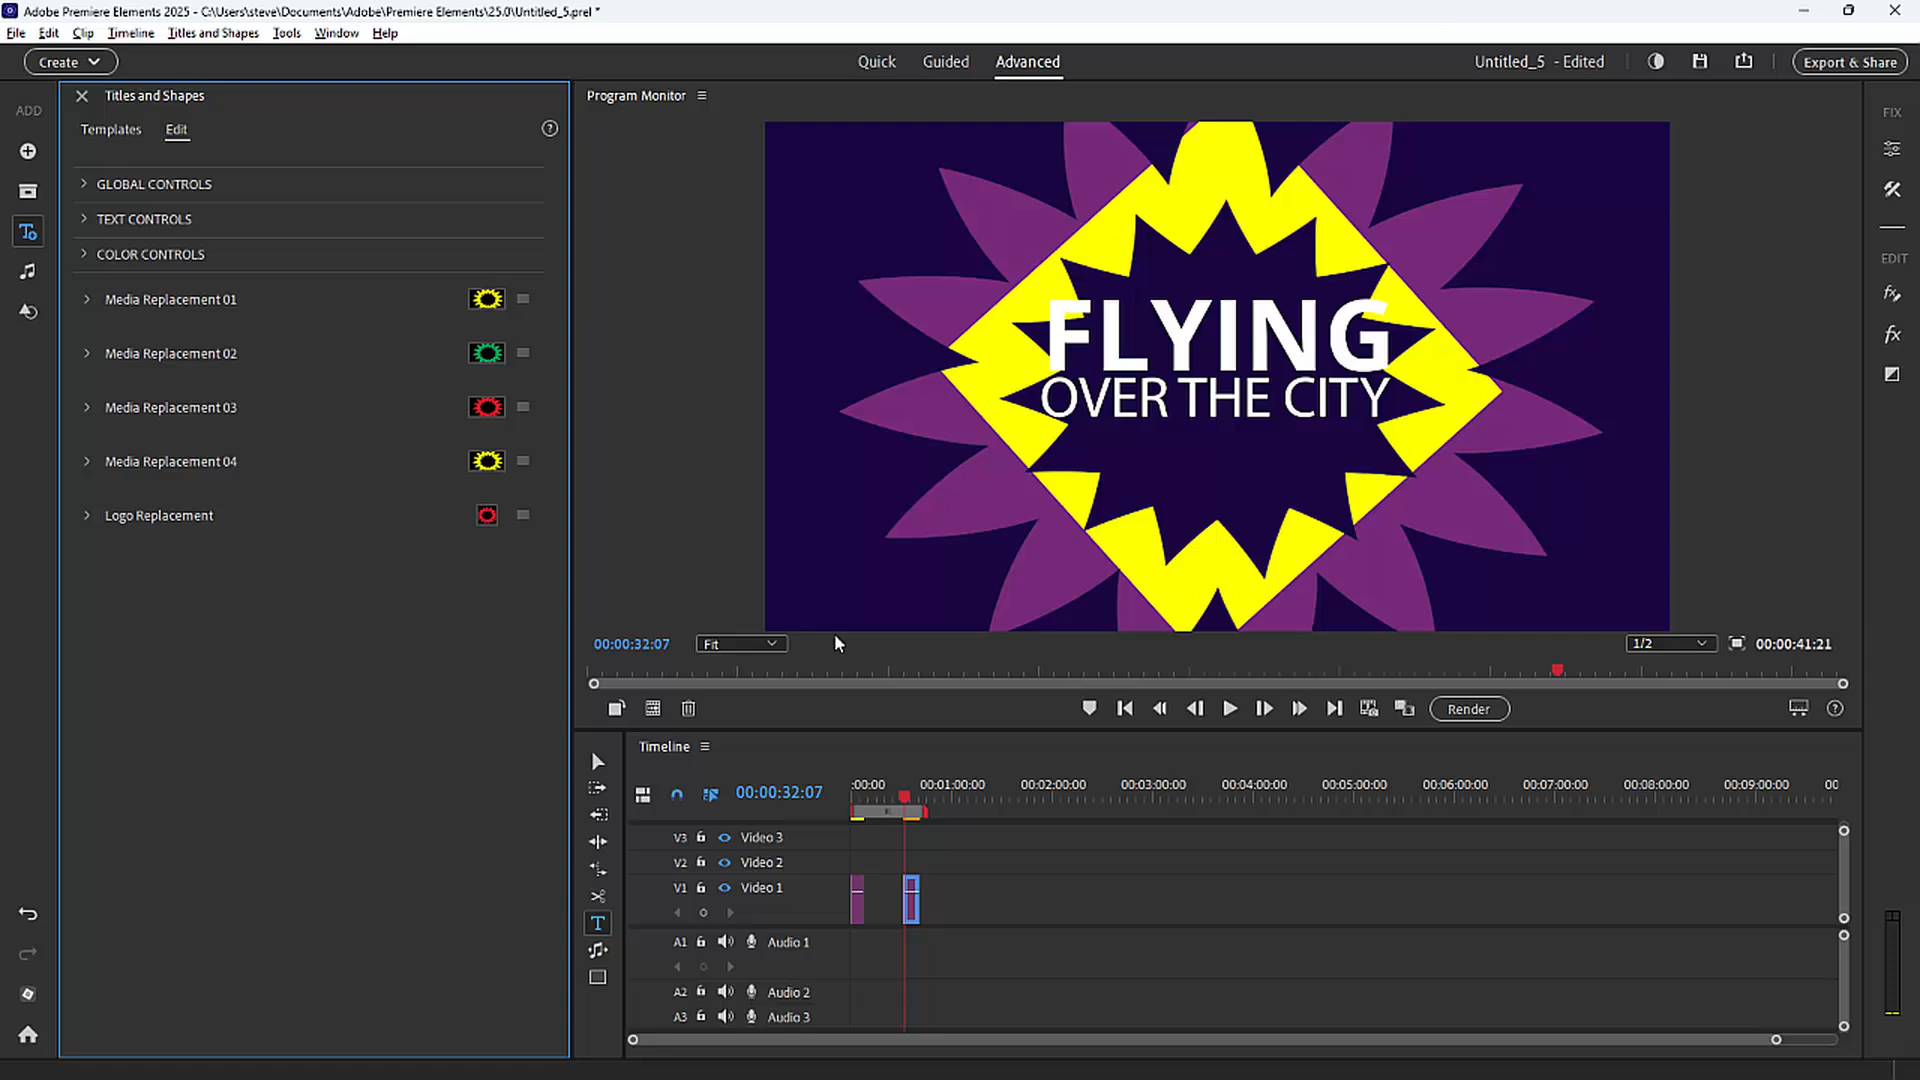 Adobe Premiere Elements 2025 - C:\Users\steve\Documents\Adobe\Premiere Elements\25.0\Untitled_5.prel *
File Edit Clip Timeline Titles and Shapes Tools Window Help
Create Quick Guided Advanced Untitled_5 - Edited Export & Share
ADD
Titles and Shapes
Templates Edit
GLOBAL CONTROLS
TEXT CONTROLS
COLOR CONTROLS
Media Replacement 01
Media Replacement 02
Media Replacement 03
Media Replacement 04
Logo Replacement
Program Monitor
FLYING
OVER THE CITY
00:00:32:07 Fit 1/2 00:00:41:21
Render
FIX
EDIT
fx
Timeline
00:00:32:07 :00:00 00:01:00:00 00:02:00:00 00:03:00:00 00:04:00:00 00:05:00:00 00:06:00:00 00:07:00:00 00:08:00:00 00:09:00:00 00
V3 Video 3
V2 Video 2
V1 Video 1
A1 Audio 1
A2 Audio 2
A3 Audio 3